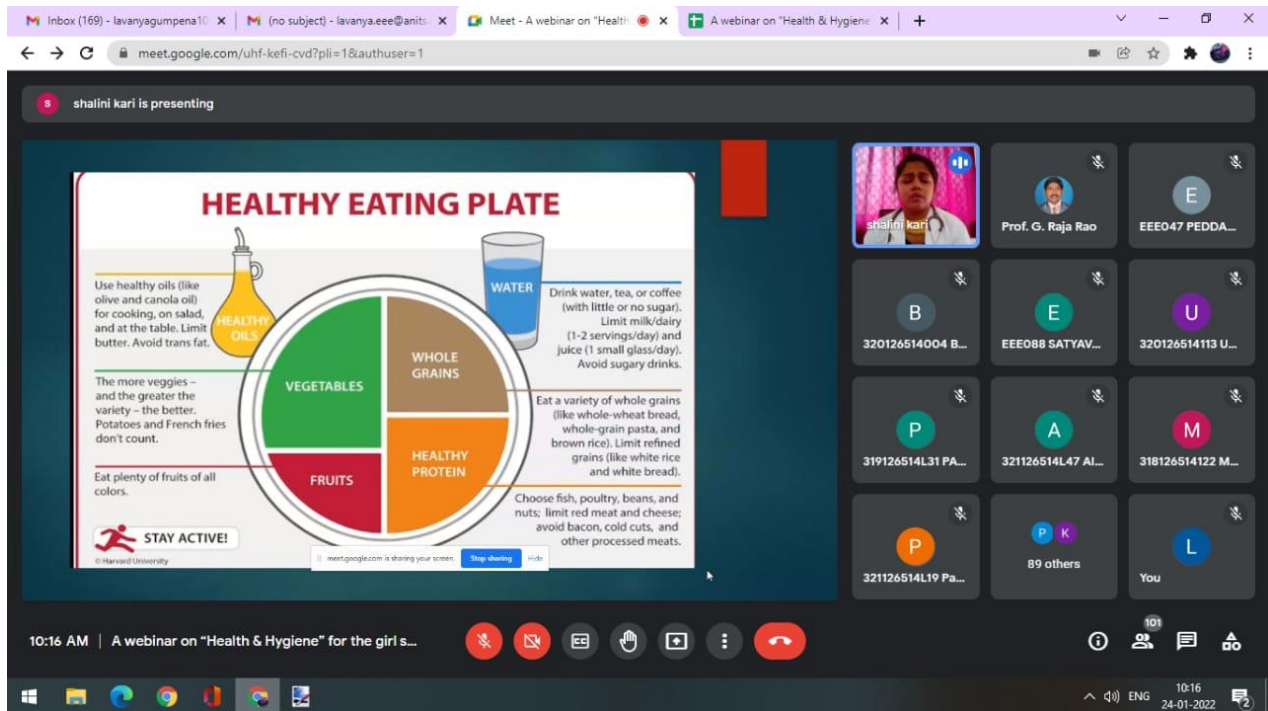 Inbox (169) - lavanyagumpena10
(no subject) - lavanya.eee@anits
Meet - A webinar on "Health
A webinar on "Health & Hygiene
meet.google.com/uhf-kefi-cvd?pli=1&authuser=1
s shalini kari is presenting
HEALTHY EATING PLATE
Use healthy oils (like
olive and canola oil)
for cooking, on salad,
and at the table. Limit
butter. Avoid trans fat.
HEALTHY
OILS
The more veggies –
and the greater the
variety – the better.
Potatoes and French fries
don't count.
Eat plenty of fruits of all
colors.
STAY ACTIVE!
© Harvard University
VEGETABLES
FRUITS
WHOLE
GRAINS
HEALTHY
PROTEIN
WATER
Drink water, tea, or coffee
(with little or no sugar).
Limit milk/dairy
(1-2 servings/day) and
juice (1 small glass/day).
Avoid sugary drinks.
Eat a variety of whole grains
(like whole-wheat bread,
whole-grain pasta, and
brown rice). Limit refined
grains (like white rice
and white bread).
Choose fish, poultry, beans, and
nuts; limit red meat and cheese;
avoid bacon, cold cuts, and
other processed meats.
meet.google.com is sharing your screen. Stop sharing Hide
shalini kari
Prof. G. Raja Rao
E
EEE047 PEDDA...
B
320126514004 B...
E
EEE088 SATYAV...
U
320126514113 U...
P
319126514L31 PA...
A
321126514L47 Al...
M
318126514122 M...
P
321126514L19 Pa...
P K
89 others
L
You
10:16 AM | A webinar on "Health & Hygiene" for the girl s...
101
ENG
10:16
24-01-2022
2